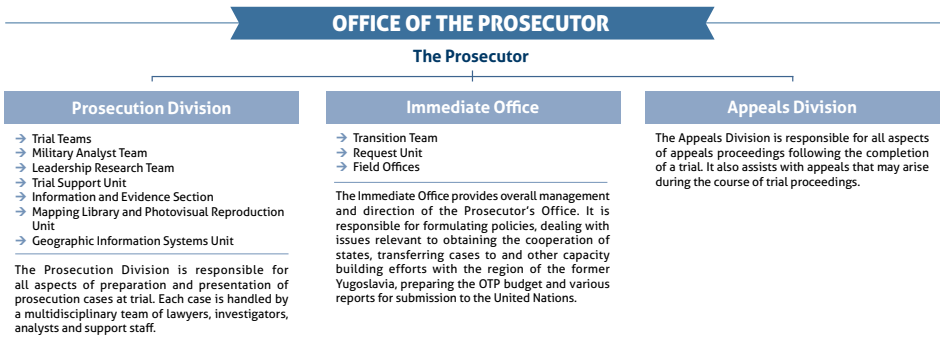 OFFICE OF THE PROSECUTOR
The Prosecutor
Prosecution Division
→ Trial Teams
→ Military Analyst Team
→ Leadership Research Team
→ Trial Support Unit
→ Information and Evidence Section
→ Mapping Library and Photovisual Reproduction
Unit
→ Geographic Information Systems Unit
The Prosecution Division is responsible for
all aspects of preparation and presentation of
prosecution cases at trial. Each case is handled by
a multidisciplinary team of lawyers, investigators,
analysts and support staff.
Immediate Office
→ Transition Team
→ Request Unit
→ Field Offices
The Immediate Office provides overall management
and direction of the Prosecutor's Office. It is
responsible for formulating policies, dealing with
issues relevant to obtaining the cooperation of
states, transferring cases to and other capacity
building efforts with the region of the former
Yugoslavia, preparing the OTP budget and various
reports for submission to the United Nations.
Appeals Division
The Appeals Division is responsible for all aspects
of appeals proceedings following the completion
of a trial. It also assists with appeals that may arise
during the course of trial proceedings.